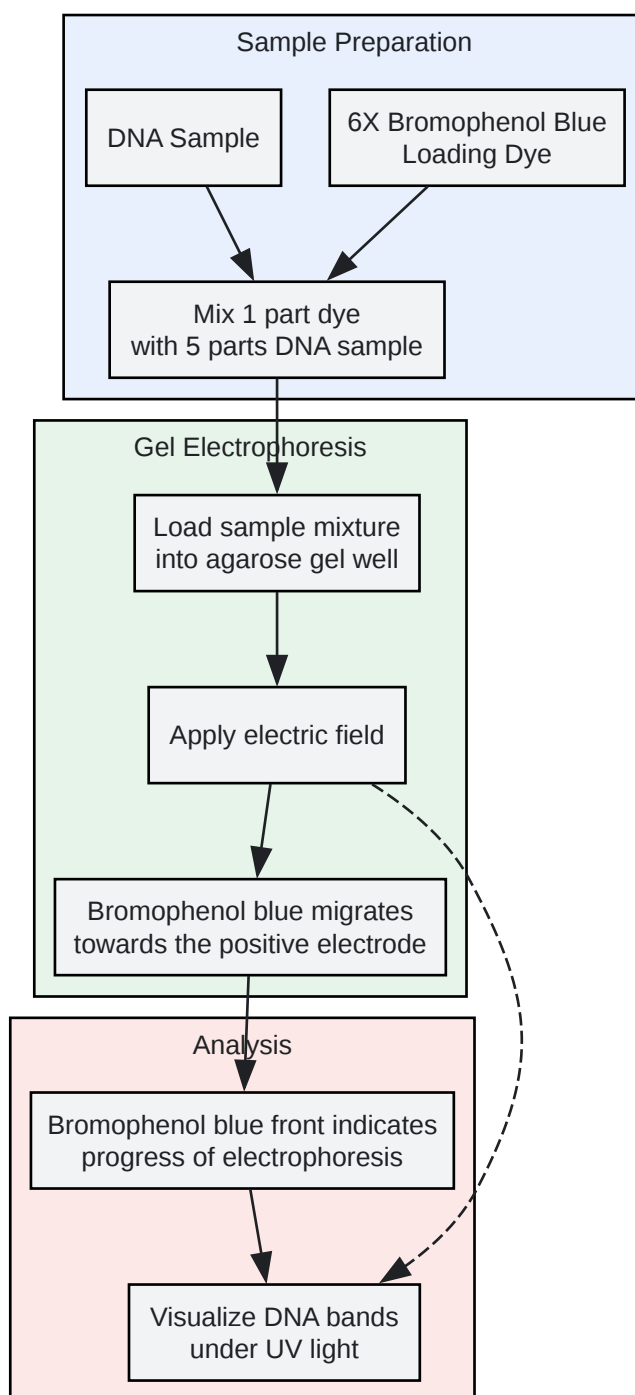 Sample Preparation
DNA Sample
6X Bromophenol Blue
Loading Dye
Mix 1 part dye
with 5 parts DNA sample
Gel Electrophoresis
Load sample mixture
into agarose gel well
Apply electric field
Bromophenol blue migrates
towards the positive electrode
Analysis
Bromophenol blue front indicates
progress of electrophoresis
Visualize DNA bands
under UV light